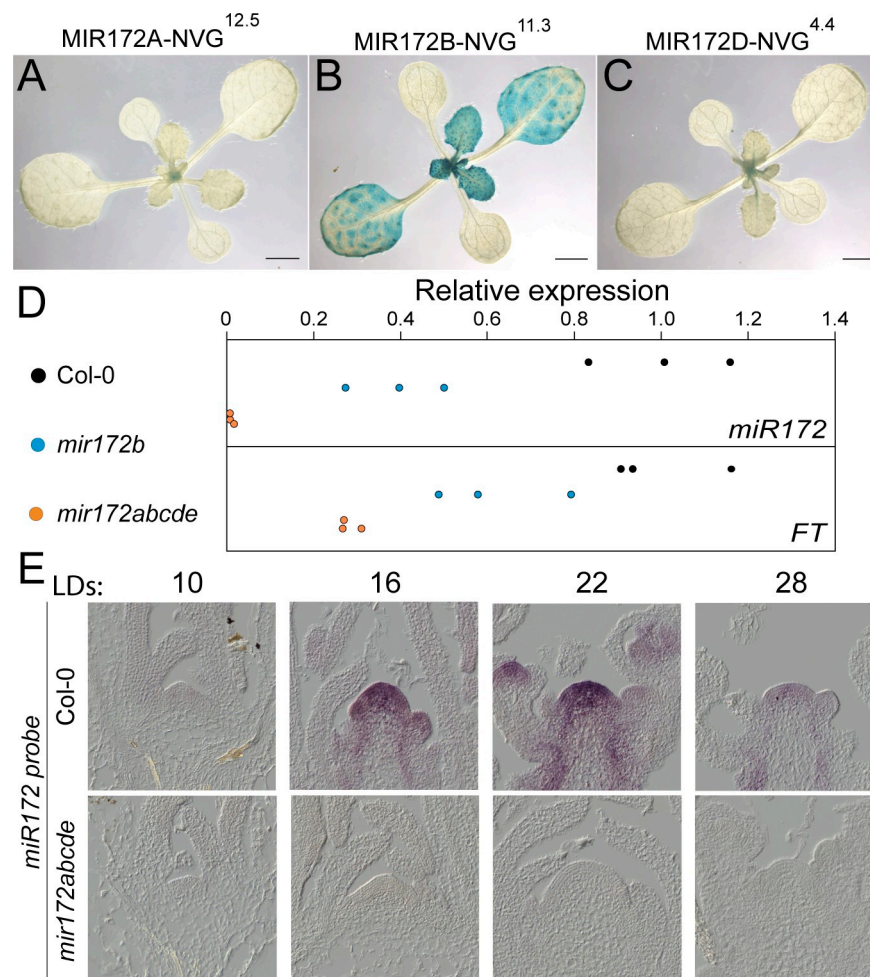 MIR172A-NVG12.5 MIR172B-NVG11.3 MIR172D-NVG4.4
A B C
D Relative expression
0 0.2 0.4 0.6 0.8 1.0 1.2 1.4
Col-0
miR172
mir172b
mir172abcde
FT
E LDs: 10 16 22 28
miR172 probe
Col-0
mir172abcde